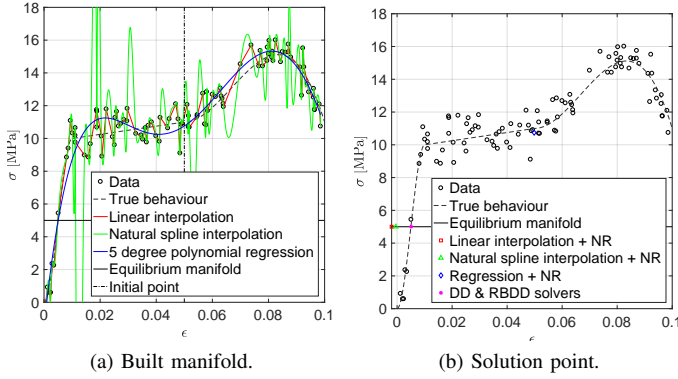 18
16
14
12
10
8
6
4
2
0
σ [MPa]
Data
True behaviour
Linear interpolation
Natural spline interpolation
5 degree polynomial regression
Equilibrium manifold
Initial point
0 0.02 0.04 0.06 0.08 0.1
ϵ
(a) Built manifold.
18
16
14
12
10
8
6
4
2
0
σ [MPa]
Data
True behaviour
Equilibrium manifold
Linear interpolation + NR
Natural spline interpolation + NR
Regression + NR
DD & RBDD solvers
0 0.02 0.04 0.06 0.08 0.1
ϵ
(b) Solution point.